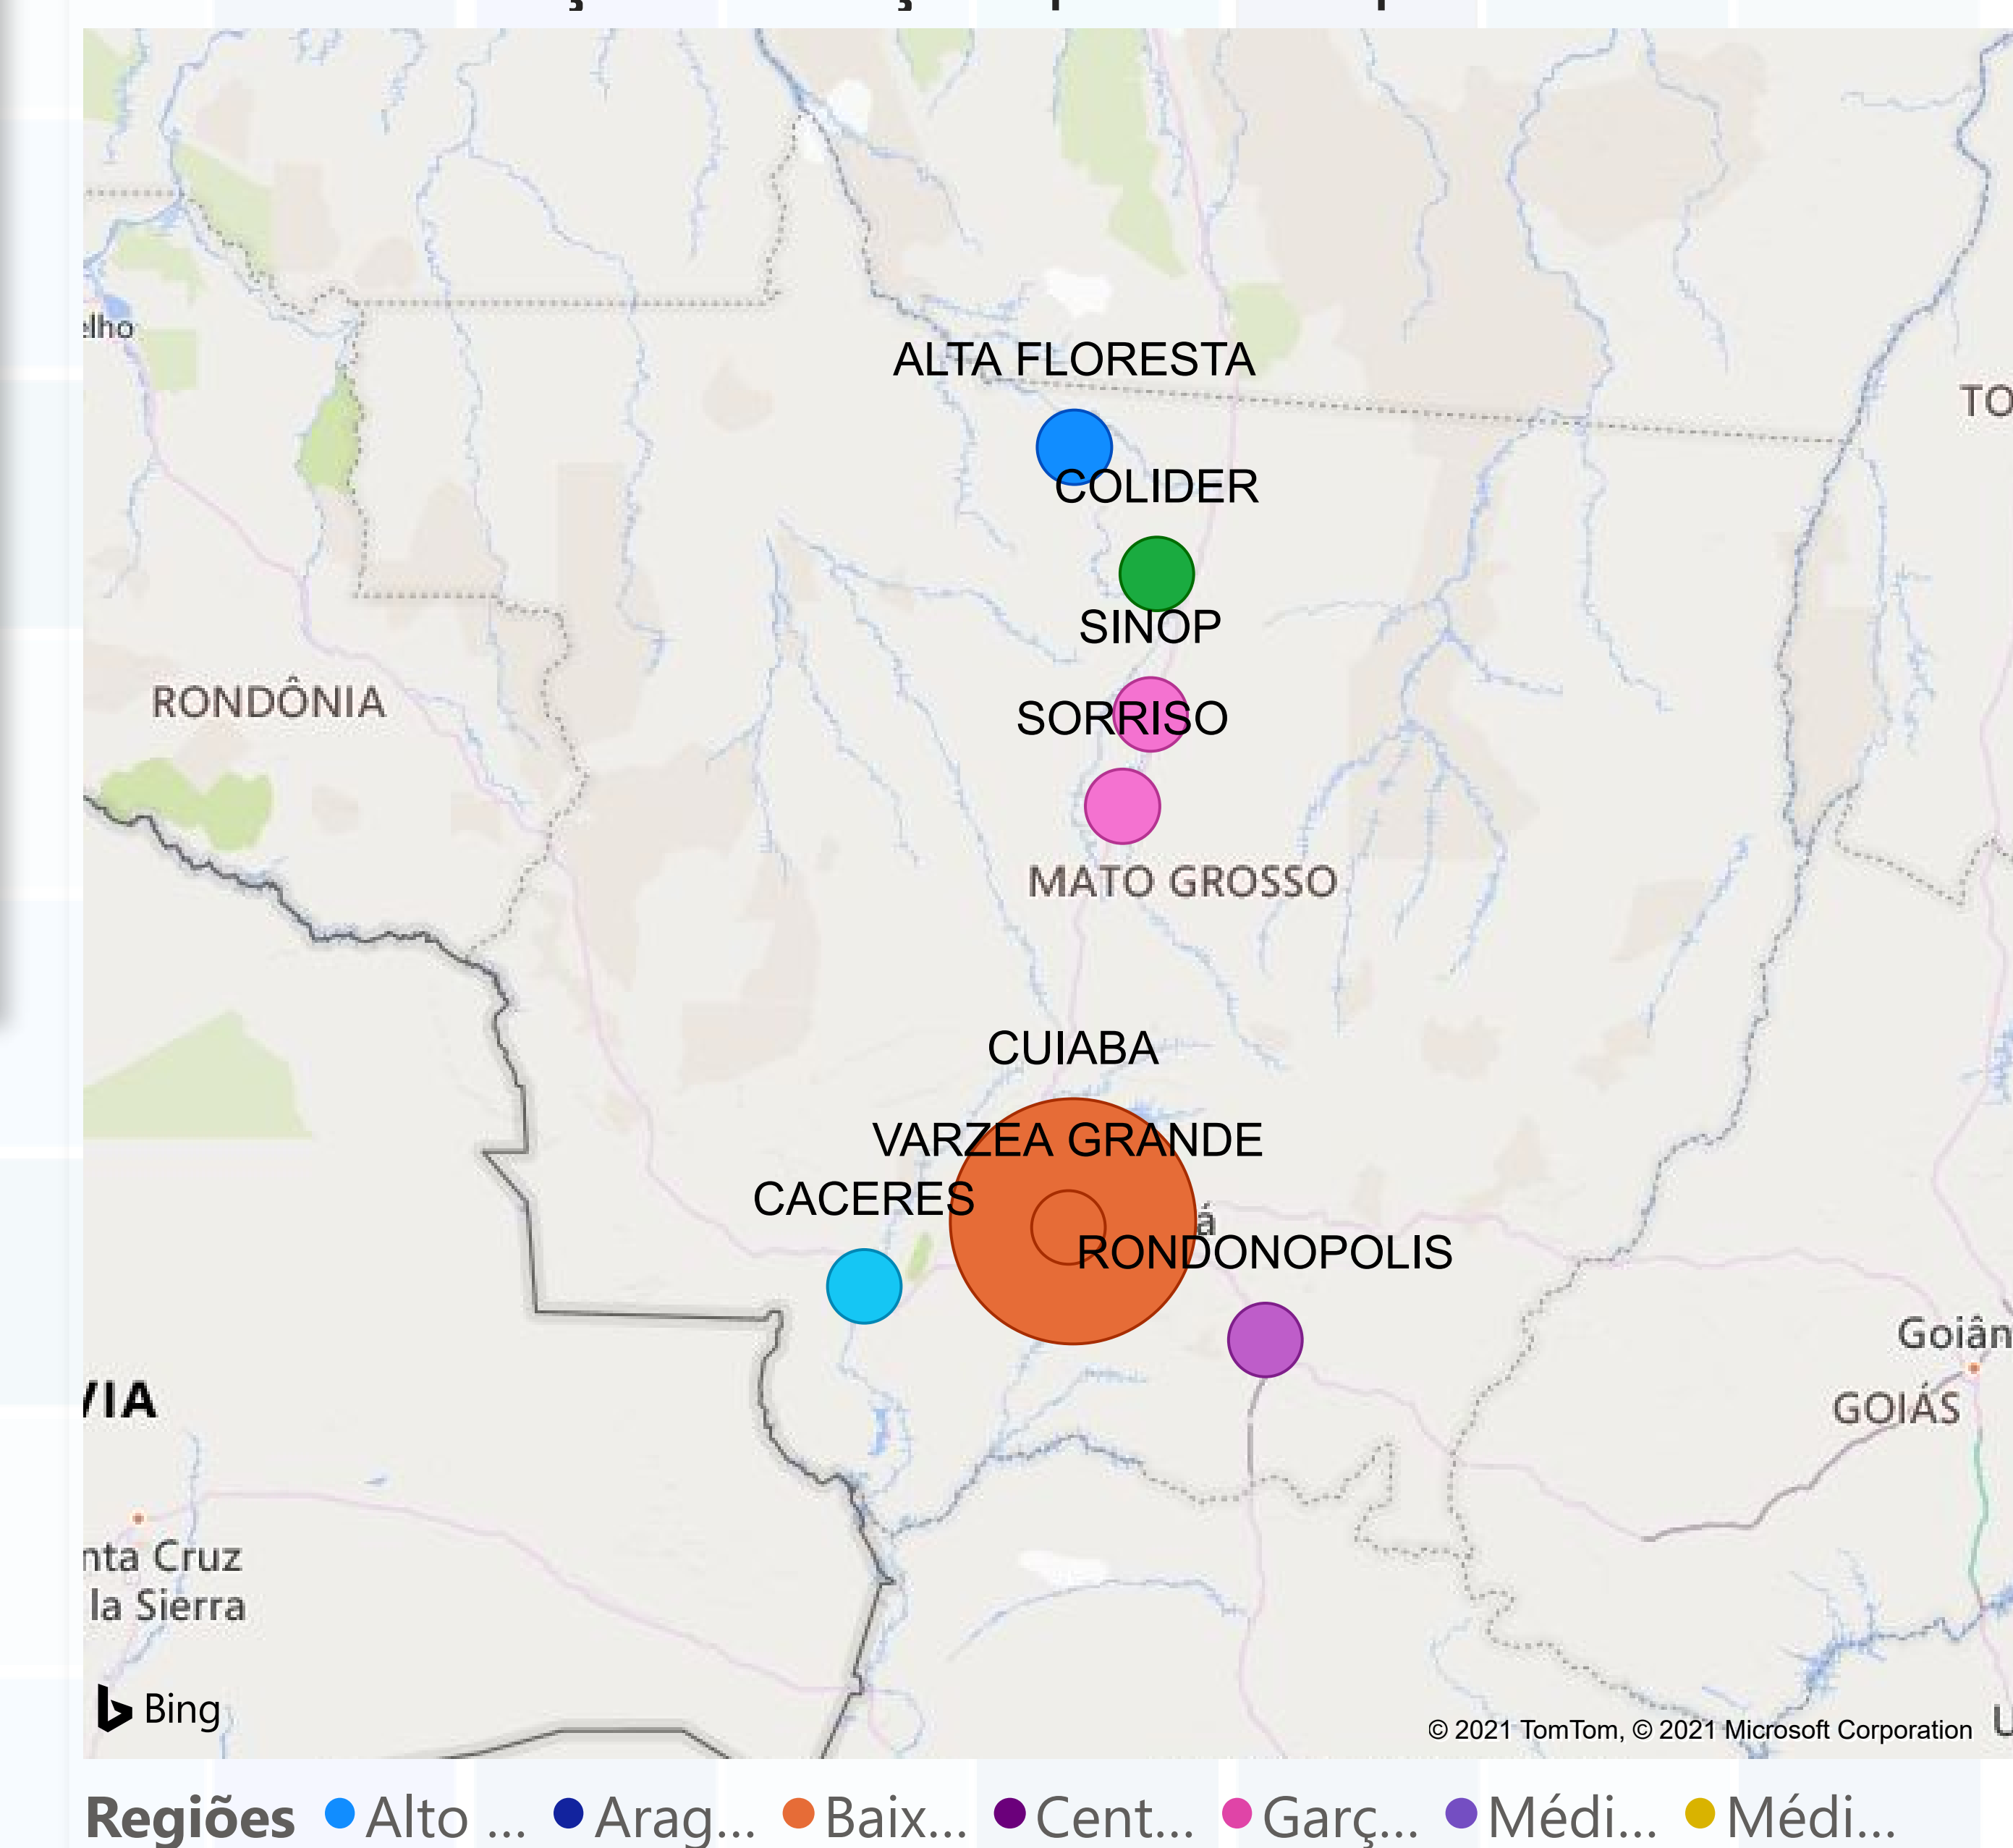 elho
ALTA FLORESTA
TO
COLIDER
SINOP
RONDÔNIA
SORRISO
MATO GROSSO
CUIABA
VARZEA GRANDE
CACERES
á
RONDONOPOLIS
Goiân
VIA
GOIÁS
nta Cruz
la Sierra
Bing
© 2021 TomTom, © 2021 Microsoft Corporation
U
Regiões Alto ... Arag... Baix... Cent... Garç... Médi... Médi...